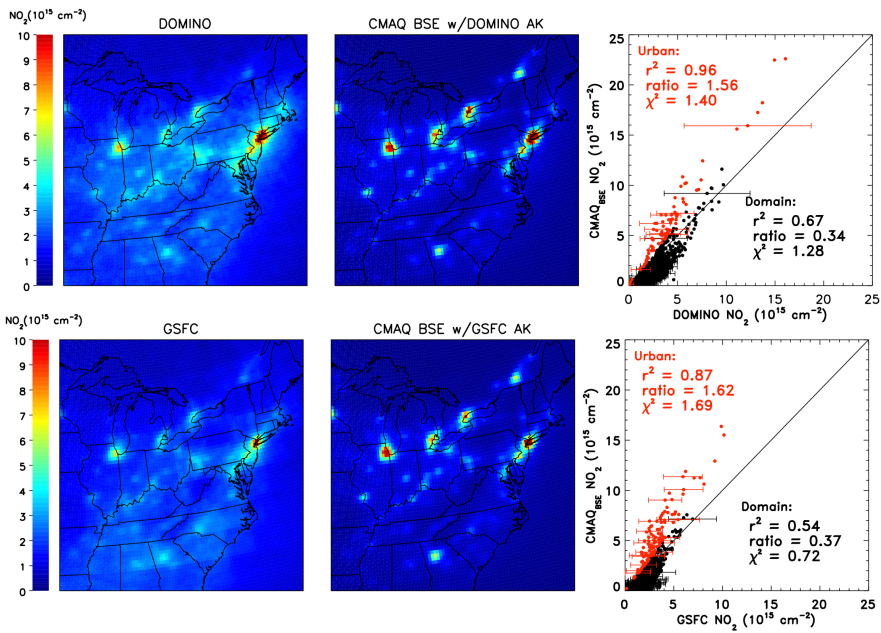 NO2(10^15 cm^-2)
DOMINO
CMAQ BSE w/DOMINO AK
10
9
8
7
6
5
4
3
2
1
0
25
20
15
10
5
0
CMAQBSE NO2 (10^15 cm^-2)
Urban:
r² = 0.96
ratio = 1.56
χ² = 1.40
Domain:
r² = 0.67
ratio = 0.34
χ² = 1.28
0 5 10 15 20 25
DOMINO NO2 (10^15 cm^-2)
NO2(10^15 cm^-2)
GSFC
CMAQ BSE w/GSFC AK
10
9
8
7
6
5
4
3
2
1
0
25
20
15
10
5
0
CMAQBSE NO2 (10^15 cm^-2)
Urban:
r² = 0.87
ratio = 1.62
χ² = 1.69
Domain:
r² = 0.54
ratio = 0.37
χ² = 0.72
0 5 10 15 20 25
GSFC NO2 (10^15 cm^-2)